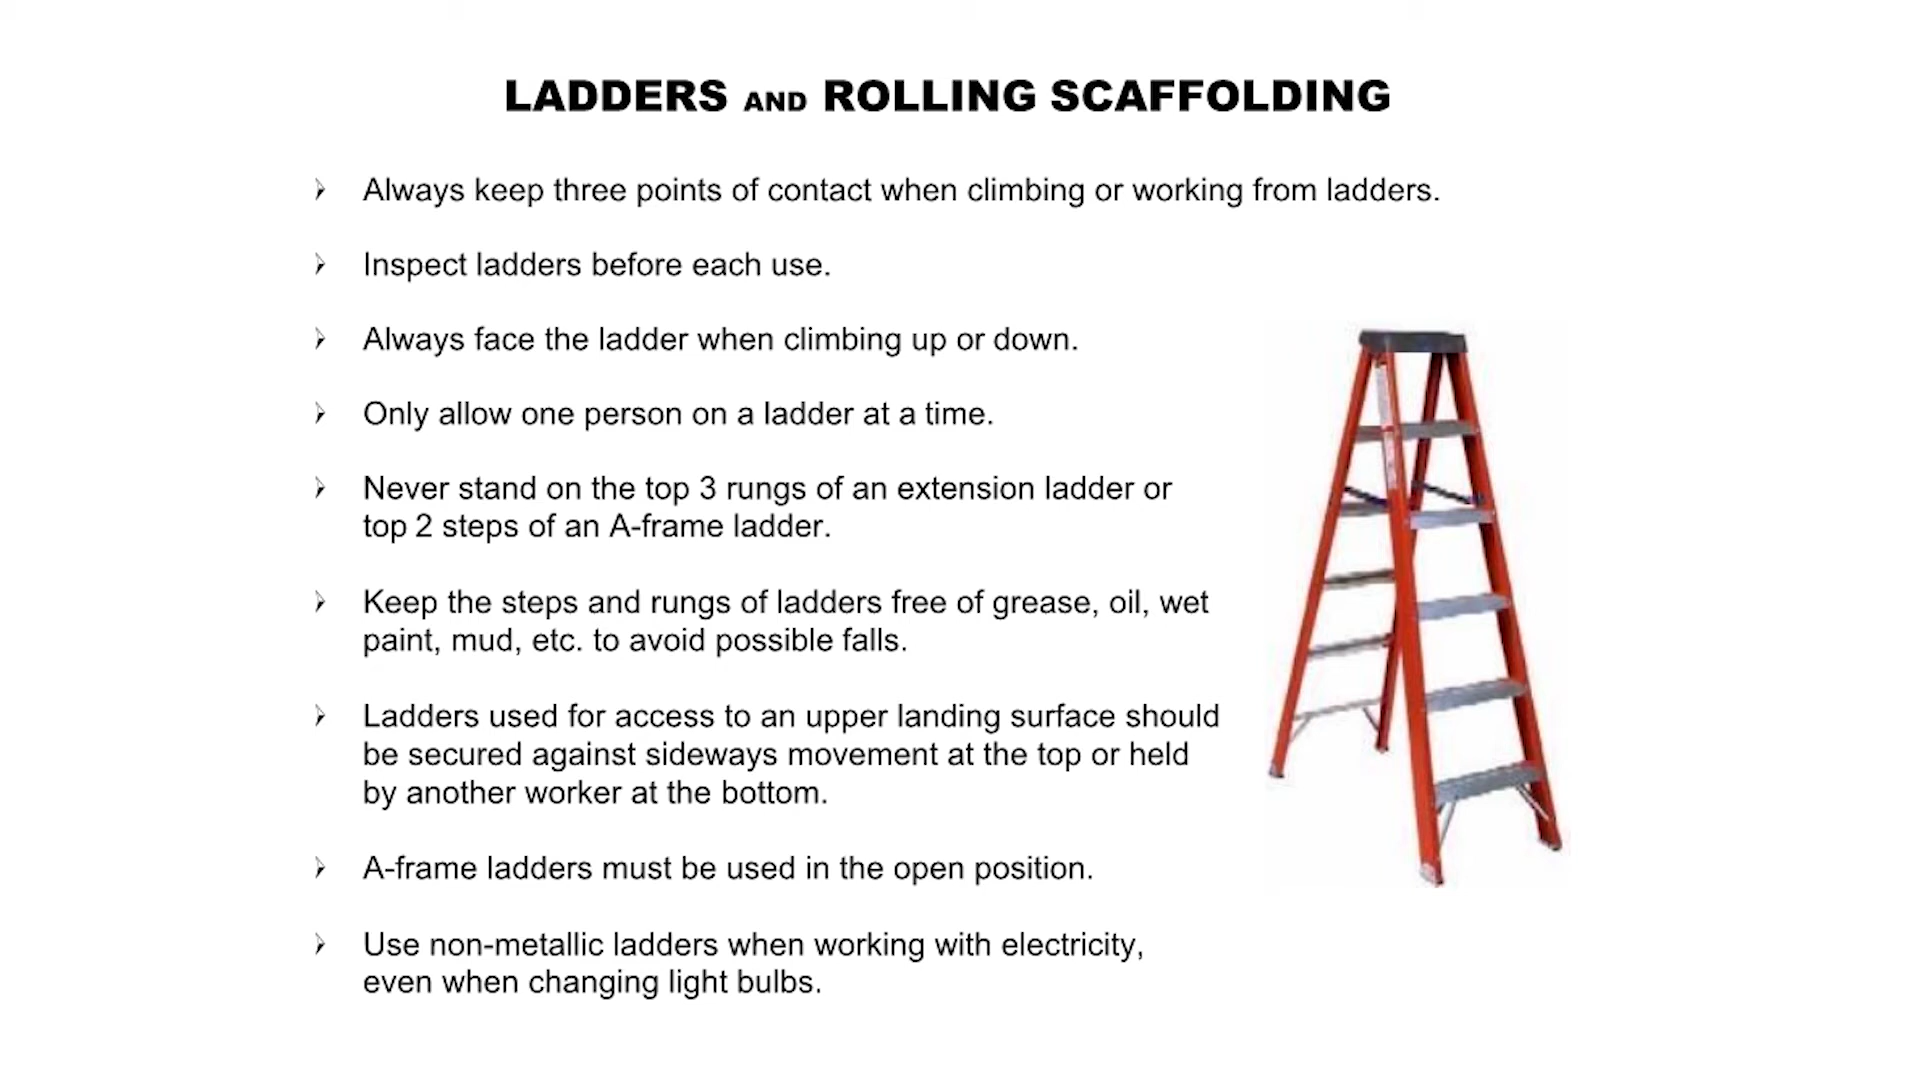 LADDERS AND ROLLING SCAFFOLDING
Always keep three points of contact when climbing or working from ladders.
Inspect ladders before each use.
Always face the ladder when climbing up or down.
Only allow one person on a ladder at a time.
Never stand on the top 3 rungs of an extension ladder or
top 2 steps of an A-frame ladder.
Keep the steps and rungs of ladders free of grease, oil, wet
paint, mud, etc. to avoid possible falls.
Ladders used for access to an upper landing surface should
be secured against sideways movement at the top or held
by another worker at the bottom.
A-frame ladders must be used in the open position.
Use non-metallic ladders when working with electricity,
even when changing light bulbs.